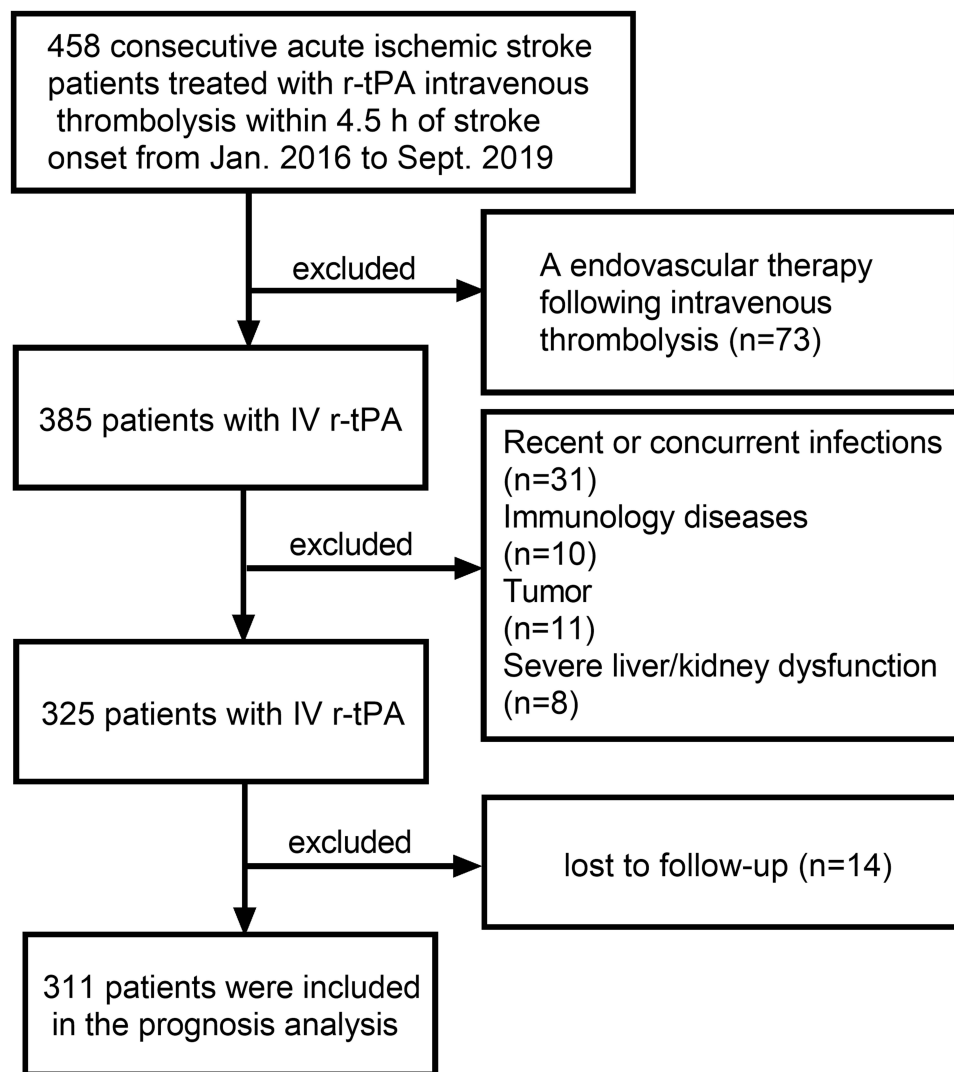 458 consecutive acute ischemic stroke
patients treated with r-tPA intravenous
thrombolysis within 4.5 h of stroke
onset from Jan. 2016 to Sept. 2019
excluded
A endovascular therapy
following intravenous
thrombolysis (n=73)
385 patients with IV r-tPA
excluded
Recent or concurrent infections
(n=31)
Immunology diseases
(n=10)
Tumor
(n=11)
Severe liver/kidney dysfunction
(n=8)
325 patients with IV r-tPA
excluded
lost to follow-up (n=14)
311 patients were included
in the prognosis analysis